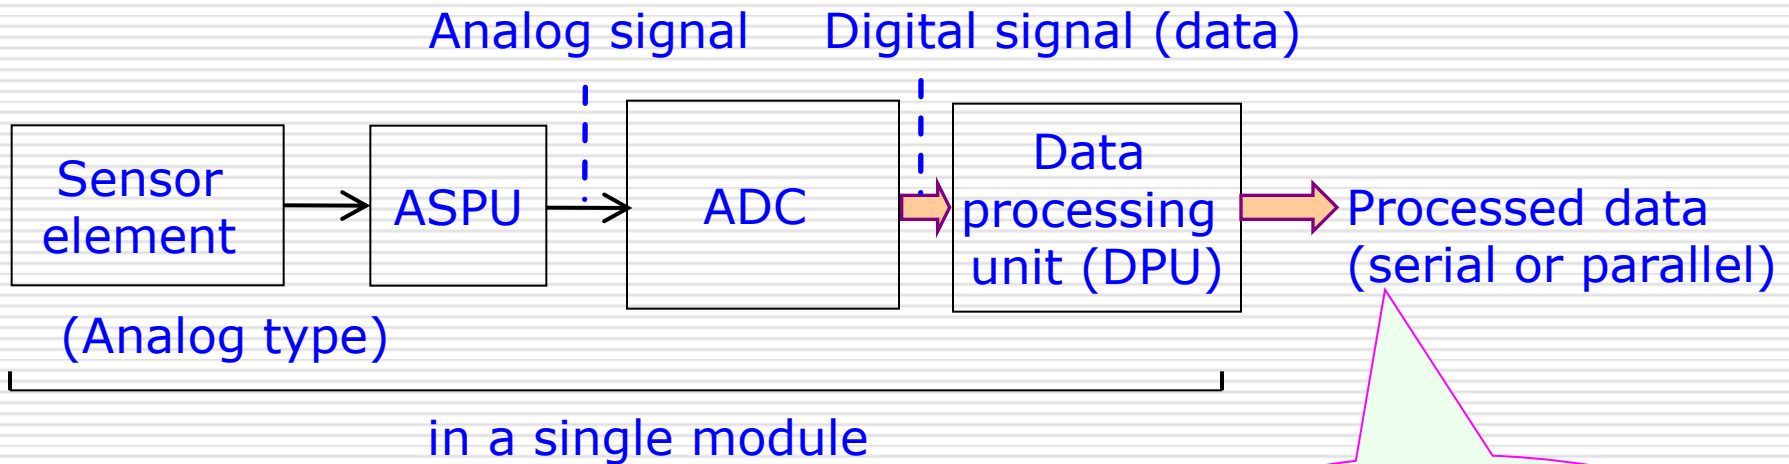 Analog signal
Digital signal (data)
Sensor
element
ASPU
ADC
Data
processing
unit (DPU)
Processed data
(serial or parallel)
(Analog type)
in a single module